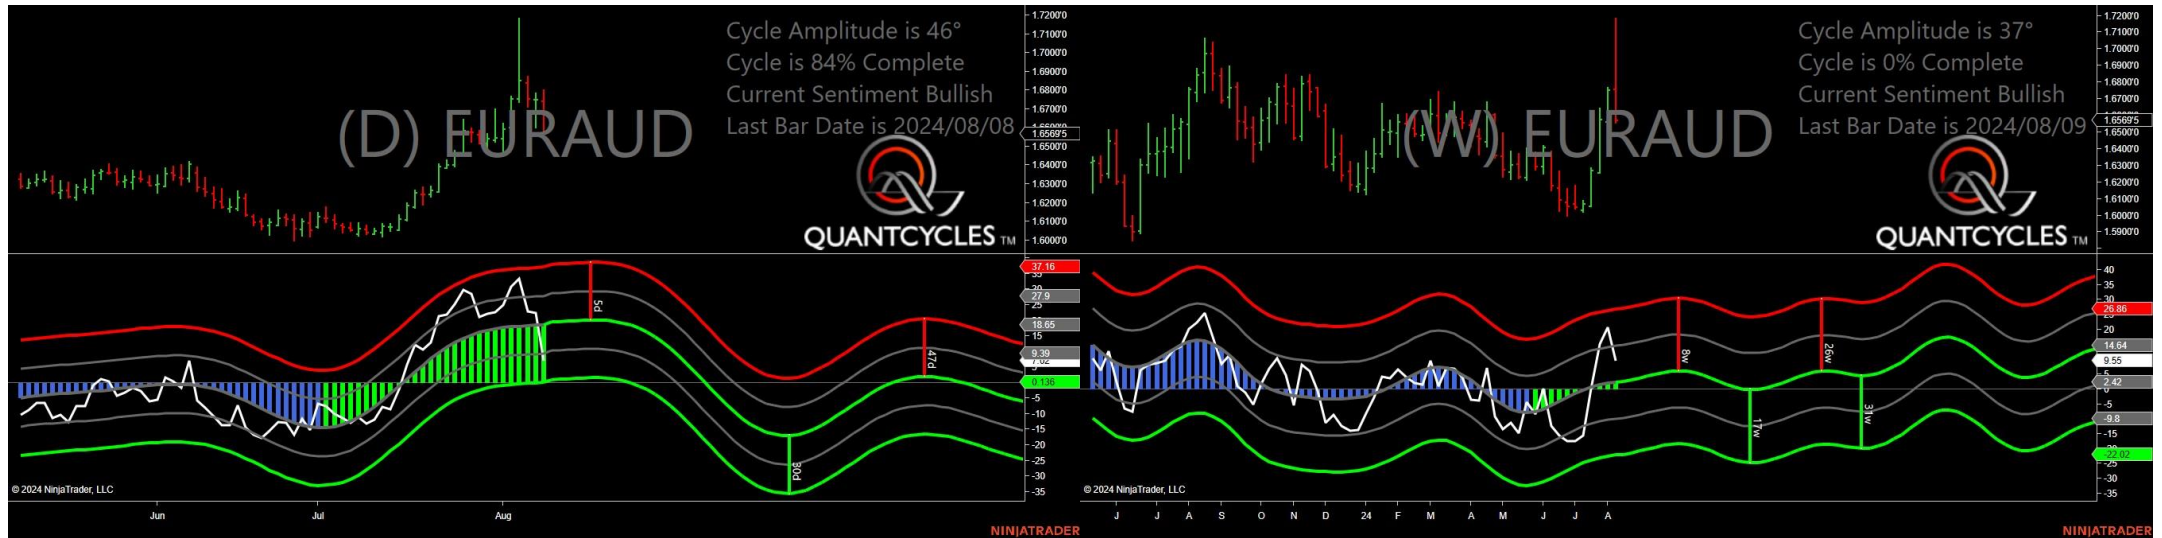 Cycle Amplitude is 46°
Cycle is 84% Complete
Current Sentiment Bullish
Last Bar Date is 2024/08/08
(D) EURAUD
QUANTCYCLES TM
1.7200'0
1.7100'0
1.7000'0
1.6900'0
1.6800'0
1.6700'0
1.6569'5
1.6500'0
1.6400'0
1.6300'0
1.6200'0
1.6100'0
1.6000'0
37.16
35
27.9
25
18.65
15
9.39
7.02
0.136
-5
-10
-15
-20
-25
-30
-35
5d
30d
47d
© 2024 NinjaTrader, LLC
Jun
Jul
Aug
NINJATRADER
Cycle Amplitude is 37°
Cycle is 0% Complete
Current Sentiment Bullish
Last Bar Date is 2024/08/09
(W) EURAUD
QUANTCYCLES TM
1.7200'0
1.7100'0
1.7000'0
1.6900'0
1.6800'0
1.6700'0
1.6569'5
1.6500'0
1.6400'0
1.6300'0
1.6200'0
1.6100'0
1.6000'0
1.5900'0
40
35
30
26.86
20
14.64
9.55
2.42
-5
-9.8
-15
-22.02
-25
-30
-35
8w
17w
26w
31w
© 2024 NinjaTrader, LLC
J
J
A
S
O
N
D
24
F
M
A
M
J
J
A
NINJATRADER